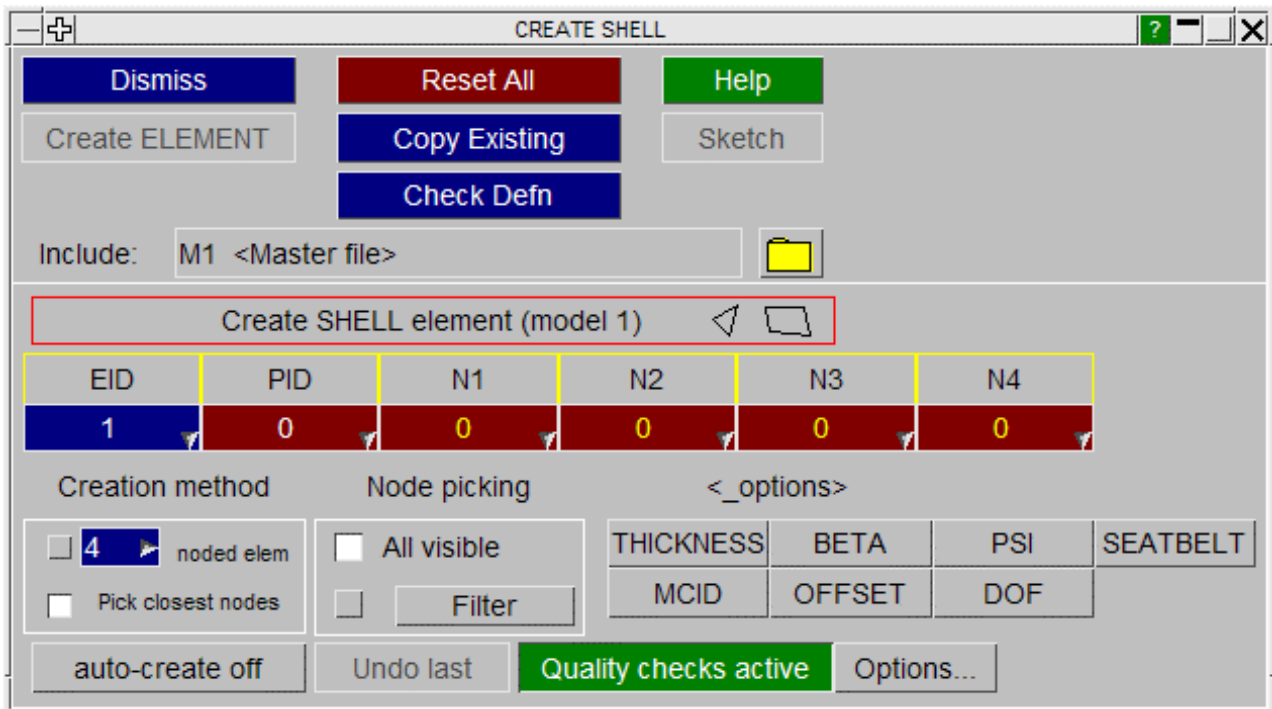 CREATE SHELL ?
Dismiss Reset All Help
Create ELEMENT Copy Existing Sketch
Check Defn
Include: M1 <Master file>
Create SHELL element (model 1)
EID PID N1 N2 N3 N4
1 0 0 0 0 0
Creation method Node picking <_options>
4 noded elem All visible THICKNESS BETA PSI SEATBELT
Pick closest nodes Filter MCID OFFSET DOF
auto-create off Undo last Quality checks active Options...